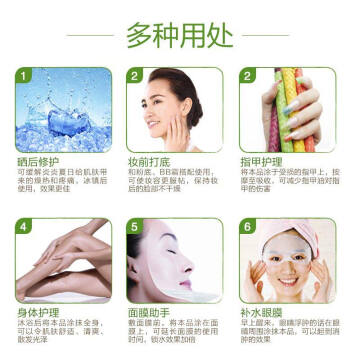 多种用处
1
晒后修护
可缓解炎炎夏日给肌肤带
来的燥热和疼痛，冰镇后
使用，效果更佳
2
妆前打底
和粉底，BB霜搭配使用，
可使妆容更服帖，保持妆
后的脸部不干燥
2
指甲护理
将本品涂于受损的指甲上，按
摩至吸收，可减少指甲油对指
甲的伤害
4
身体护理
沐浴后将本品涂抹全身，
可以令肌肤舒适、清爽，
散发光泽
5
面膜助手
敷面膜前，将本品涂在面
膜上，可延长面膜的使用
时间，锁水效果加倍
6
补水眼膜
早上醒来，眼睛浮肿的话在眼
睛周围涂抹本品，可以起到消
肿的效果